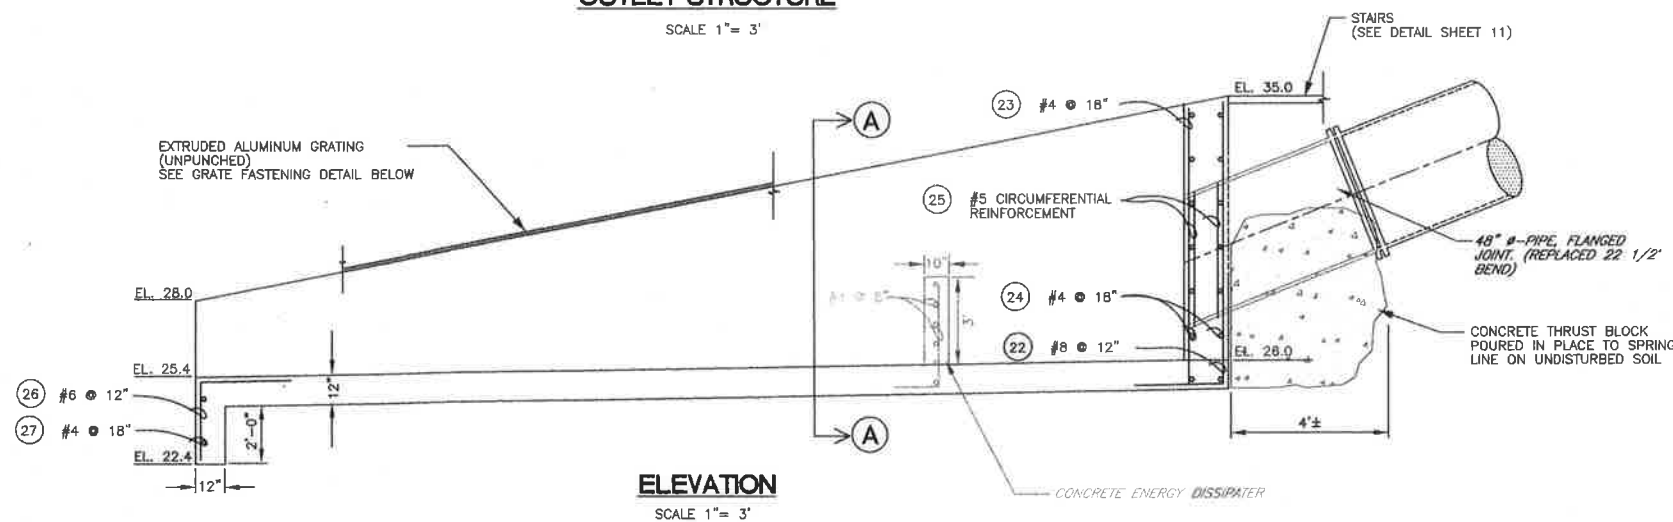 OUTLET STRUCTURE
SCALE 1"= 3'
STAIRS
(SEE DETAIL SHEET 11)
EL. 35.0
23 #4 @ 18"
A
EXTRUDED ALUMINUM GRATING
(UNPUNCHED)
SEE GRATE FASTENING DETAIL BELOW
25 #5 CIRCUMFERENTIAL
REINFORCEMENT
48" ø-PIPE, FLANGED
JOINT. (REPLACED 22 1/2°
BEND)
10"
EL. 28.0
24 #4 @ 18"
3'
CONCRETE THRUST BLOCK
POURED IN PLACE TO SPRING
LINE ON UNDISTURBED SOIL
22 #8 @ 12"
EL. 26.0
EL. 25.4
12"
26 #6 @ 12"
27 #4 @ 18"
2'-0"
4'±
A
EL. 22.4
12"
ELEVATION
SCALE 1"= 3'
CONCRETE ENERGY DISSIPATER